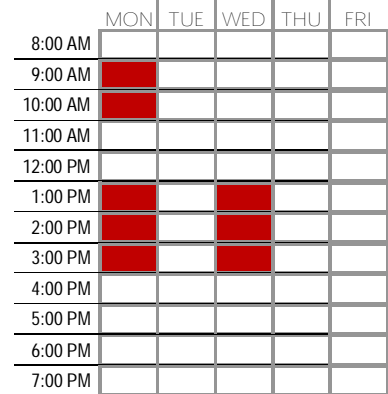 MON TUE WED THU FRI
8:00 AM
9:00 AM
10:00 AM
11:00 AM
12:00 PM
1:00 PM
2:00 PM
3:00 PM
4:00 PM
5:00 PM
6:00 PM
7:00 PM